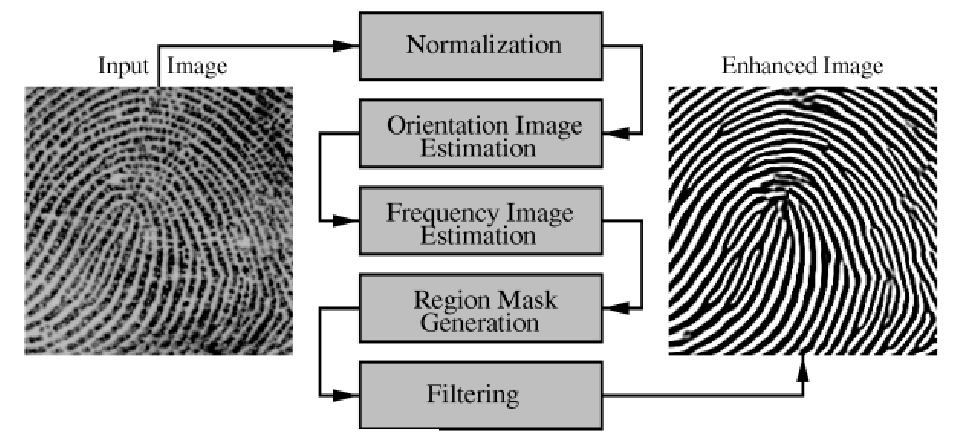 Input Image
Normalization
Enhanced Image
Orientation Image
Estimation
Frequency Image
Estimation
Region Mask
Generation
Filtering